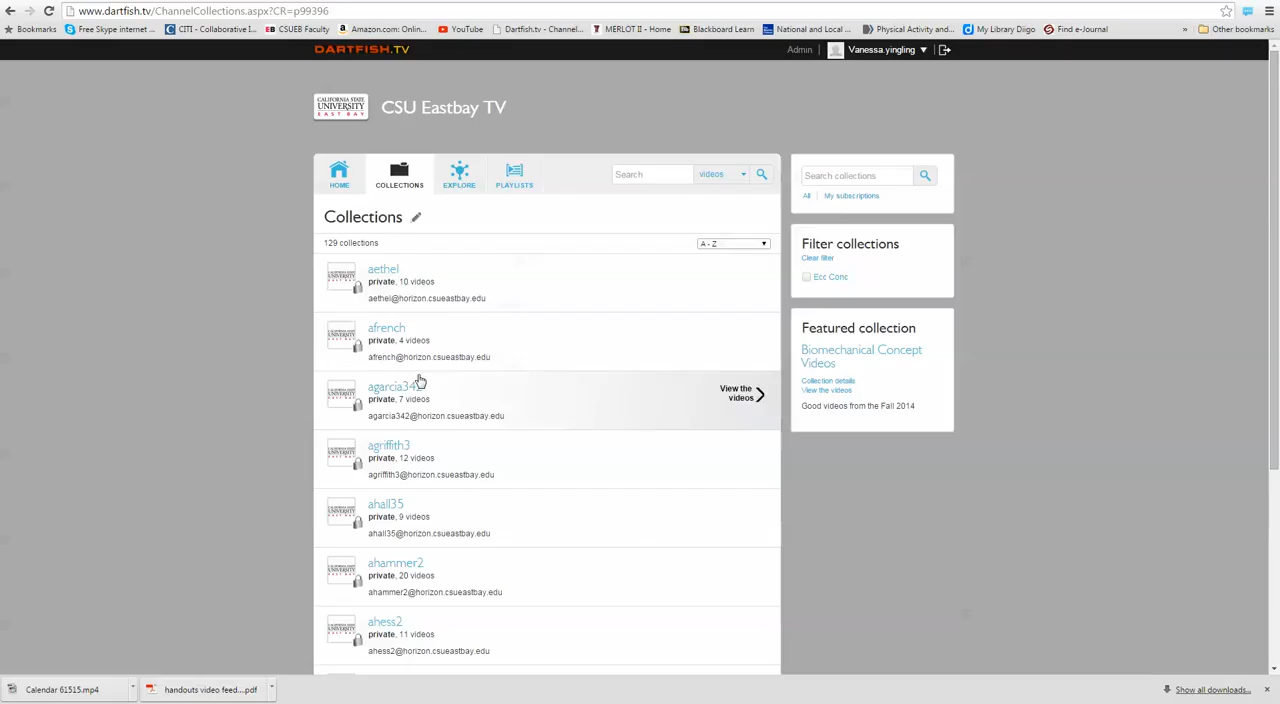 www.dartfish.tv/ChannelCollections.aspx?CR=p99396
Bookmarks Free Skype internet ... CITI - Collaborative I... CSUEB Faculty Amazon.com: Onlin... YouTube Dartfish.tv - Channel... MERLOT II - Home Blackboard Learn National and Local ... Physical Activity and... My Library Diigo Find e-Journal » Other bookmarks
DARTFISH.TV Admin Vanessa.yingling
CALIFORNIA STATE UNIVERSITY EAST BAY
CSU Eastbay TV
HOME COLLECTIONS EXPLORE PLAYLISTS Search videos
Collections
129 collections A - Z
aethel
private, 10 videos
aethel@horizon.csueastbay.edu
afrench
private, 4 videos
afrench@horizon.csueastbay.edu
agarcia342
private, 7 videos
agarcia342@horizon.csueastbay.edu
View the
videos
agriffith3
private, 12 videos
agriffith3@horizon.csueastbay.edu
ahall35
private, 9 videos
ahall35@horizon.csueastbay.edu
ahammer2
private, 20 videos
ahammer2@horizon.csueastbay.edu
ahess2
private, 11 videos
ahess2@horizon.csueastbay.edu
Search collections
All | My subscriptions
Filter collections
Clear filter
Ecc Conc
Featured collection
Biomechanical Concept
Videos
Collection details
View the videos
Good videos from the Fall 2014
Calendar 61515.mp4 handouts video feed....pdf Show all downloads...